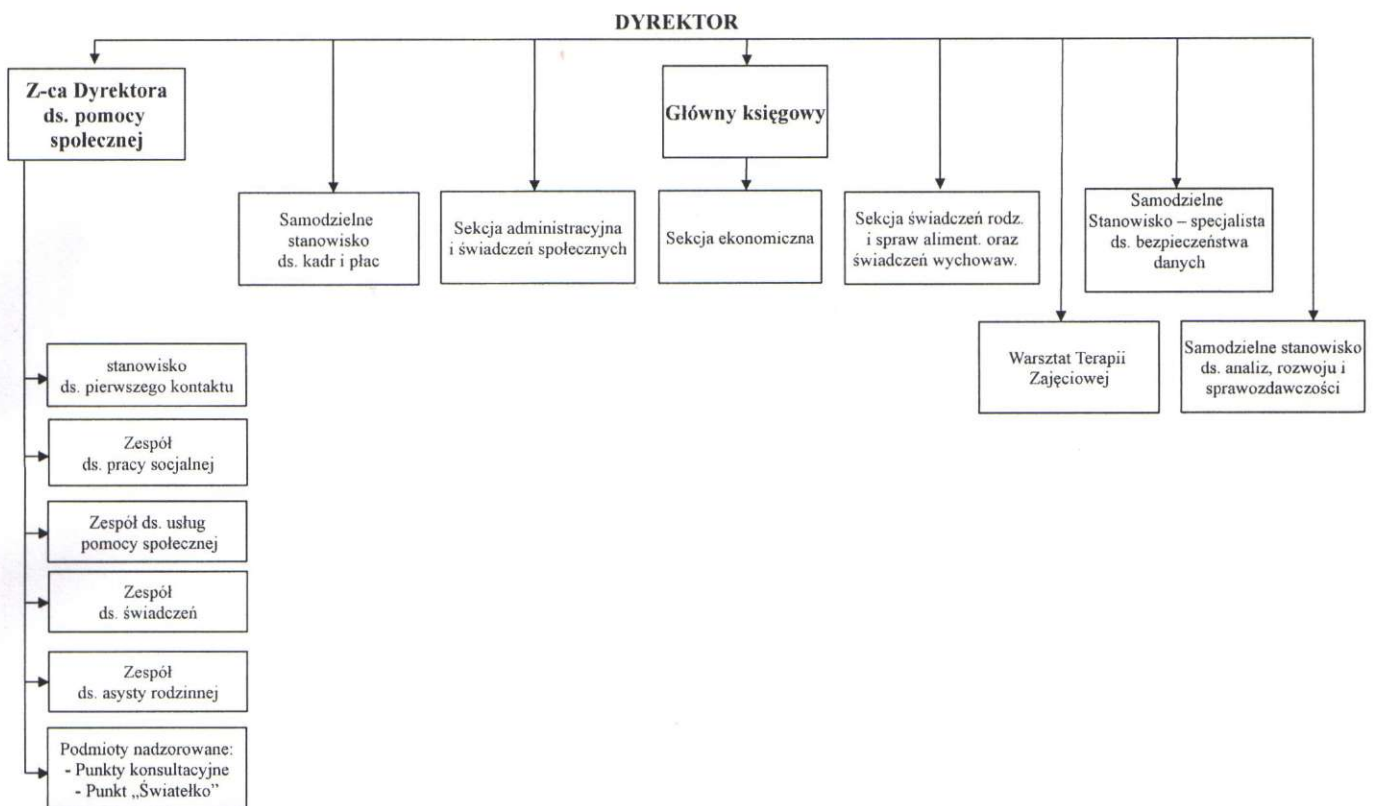 DYREKTOR
Z-ca Dyrektora
ds. pomocy
społecznej
Główny księgowy
Samodzielne
stanowisko
ds. kadr i płac
Sekcja administracyjna
i świadczeń społecznych
Sekcja ekonomiczna
Sekcja świadczeń rodz.
i spraw aliment. oraz
świadczeń wychowaw.
Samodzielne
Stanowisko – specjalista
ds. bezpieczeństwa
danych
Warsztat Terapii
Zajęciowej
Samodzielne stanowisko
ds. analiz, rozwoju i
sprawozdawczości
stanowisko
ds. pierwszego kontaktu
Zespół
ds. pracy socjalnej
Zespół ds. usług
pomocy społecznej
Zespół
ds. świadczeń
Zespół
ds. asysty rodzinnej
Podmioty nadzorowane:
- Punkty konsultacyjne
- Punkt „Światełko”